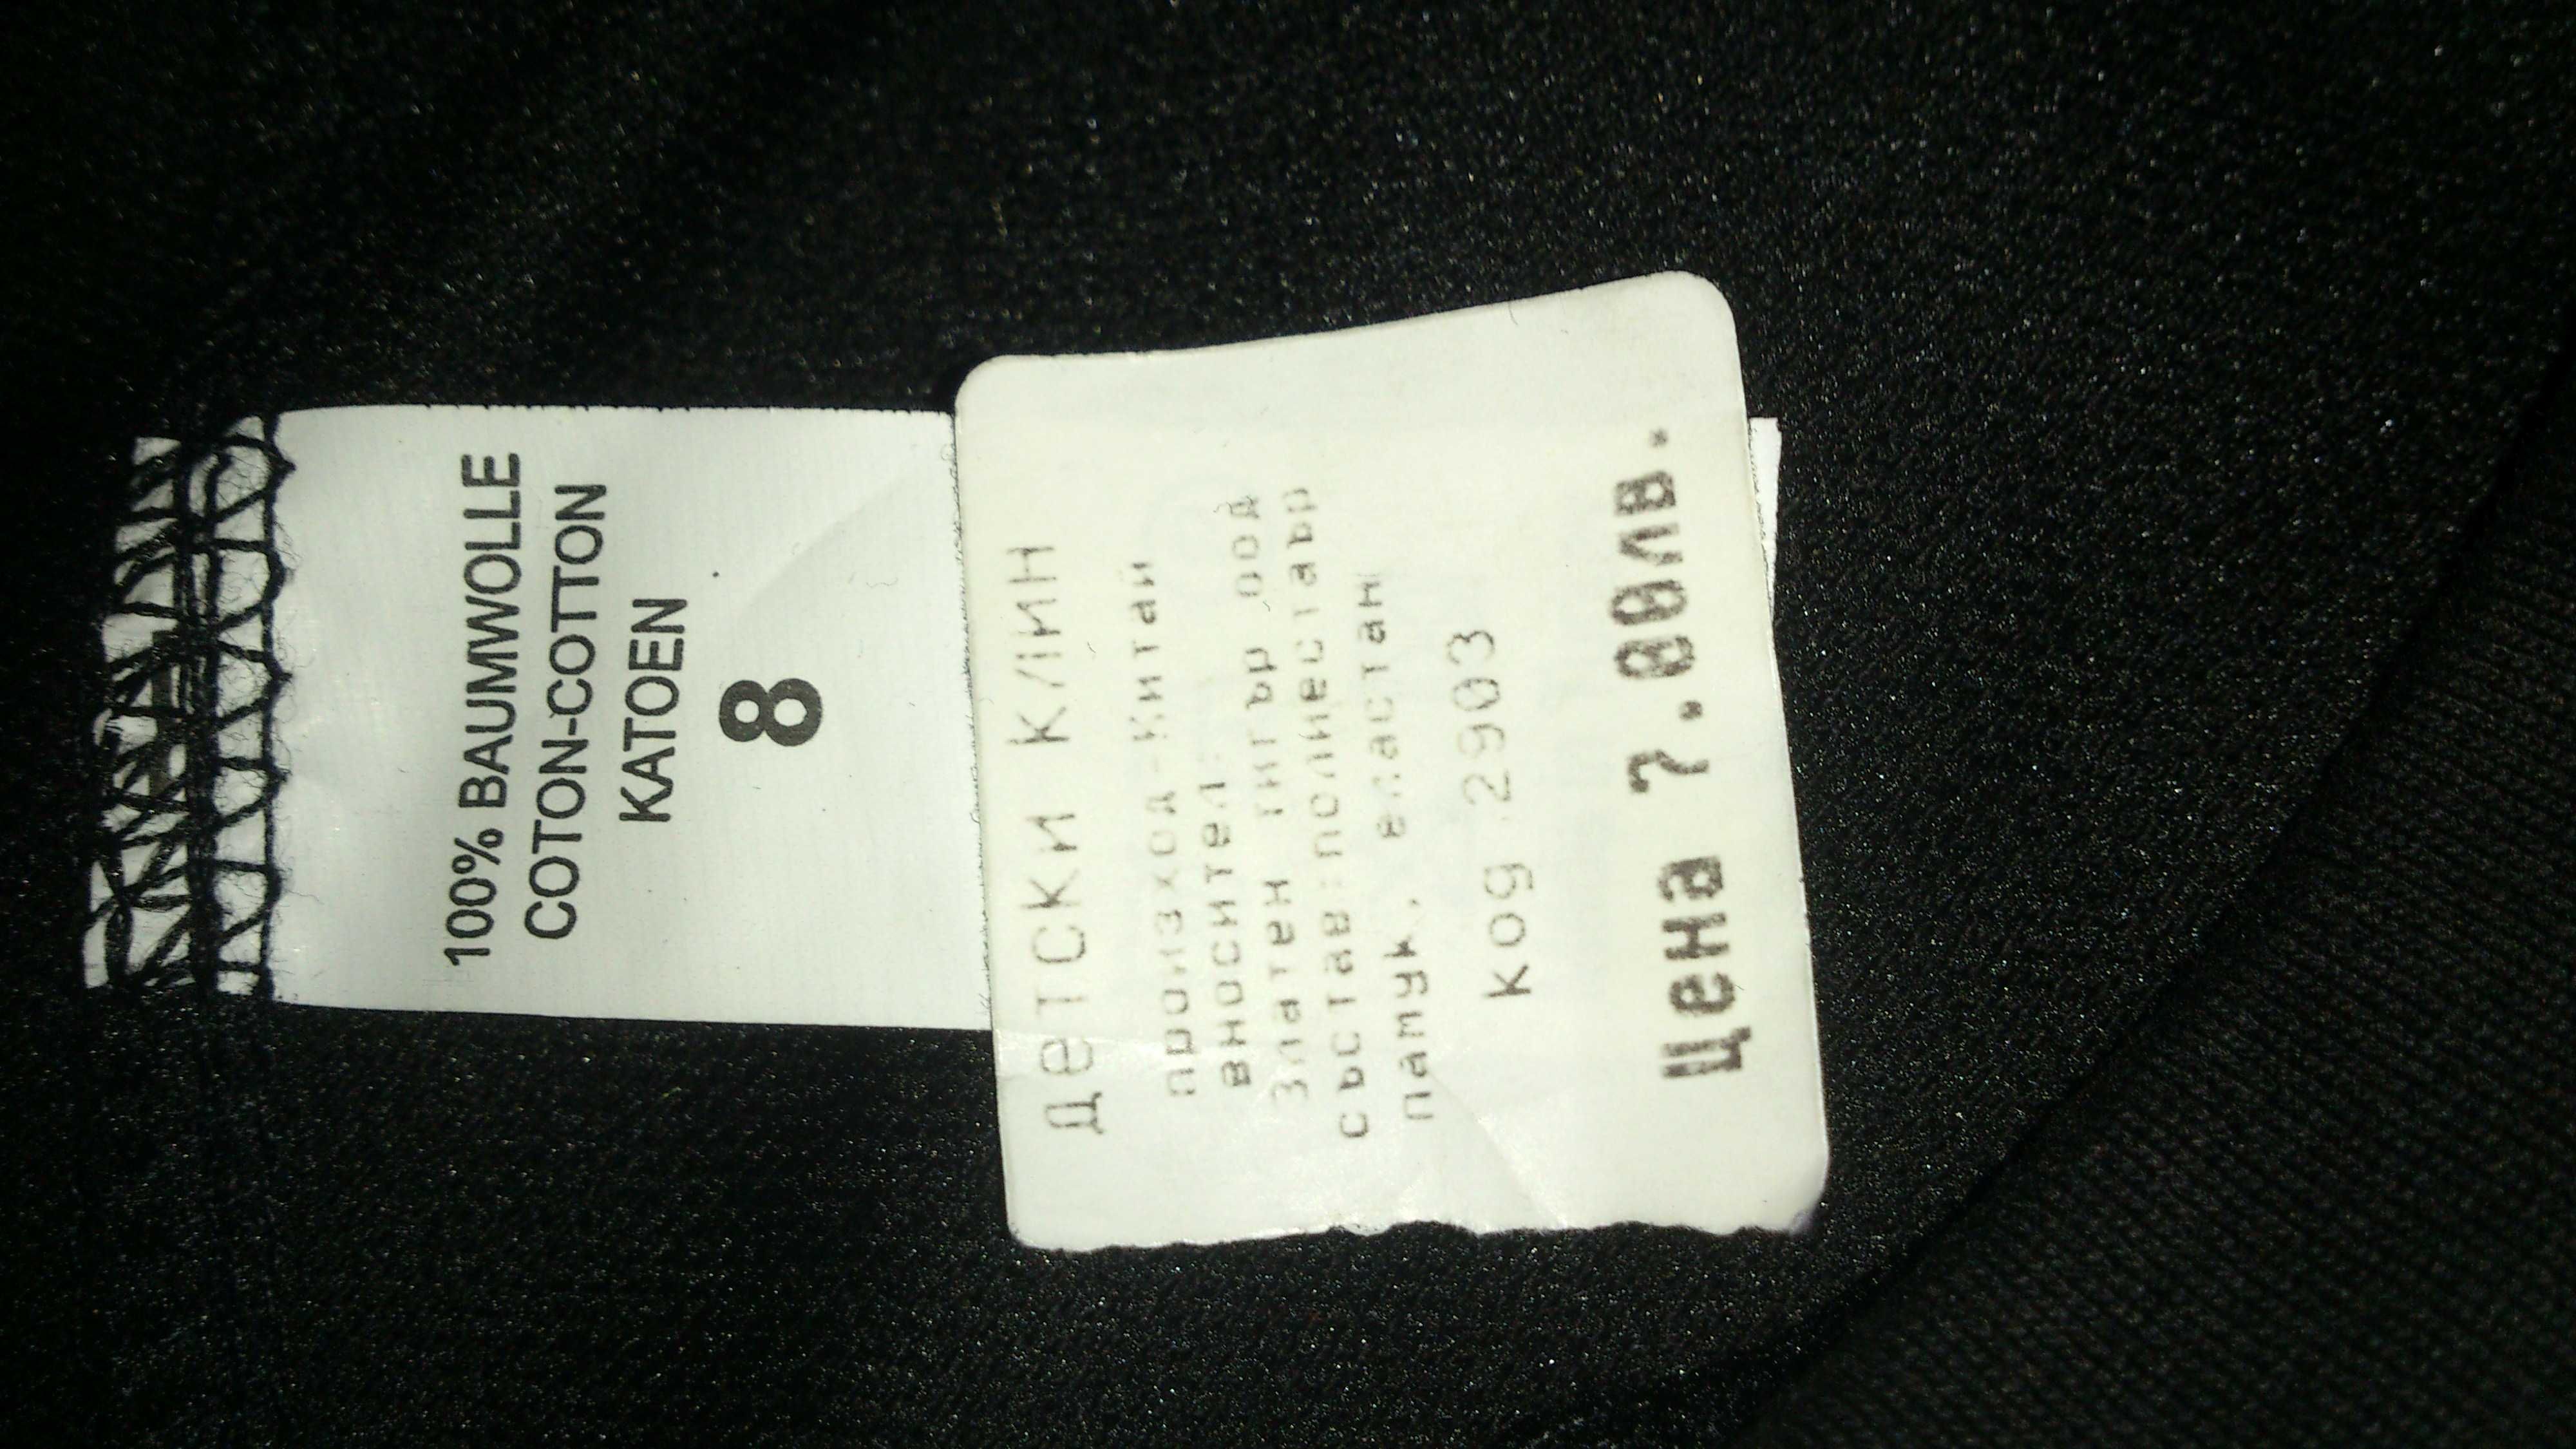 100% BAUMWOLLE
COTON-COTTON
KATOEN
8
Детски клин
произход-Китай
вносител:
Златен тигър оод
състав:полиестър
памук, еластан
код 2903
Цена 7.00лв.